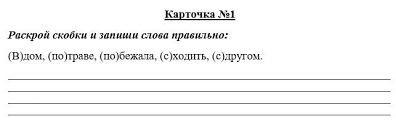 Карточка №1
Раскрой скобки и запиши слова правильно:
(В)дом, (по)траве, (по)бежала, (с)ходить, (с)другом.